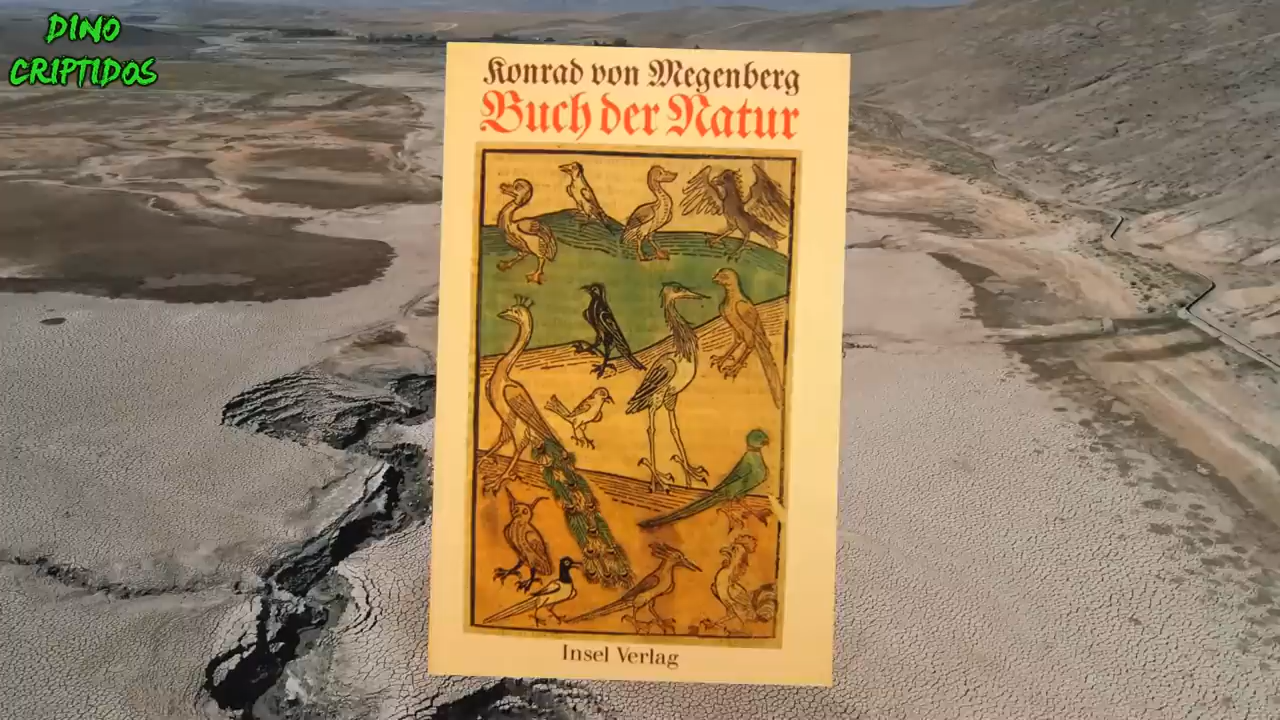 DINO
CRIPTIDOS
Konrad von Megenberg
Buch der Natur
Insel Verlag